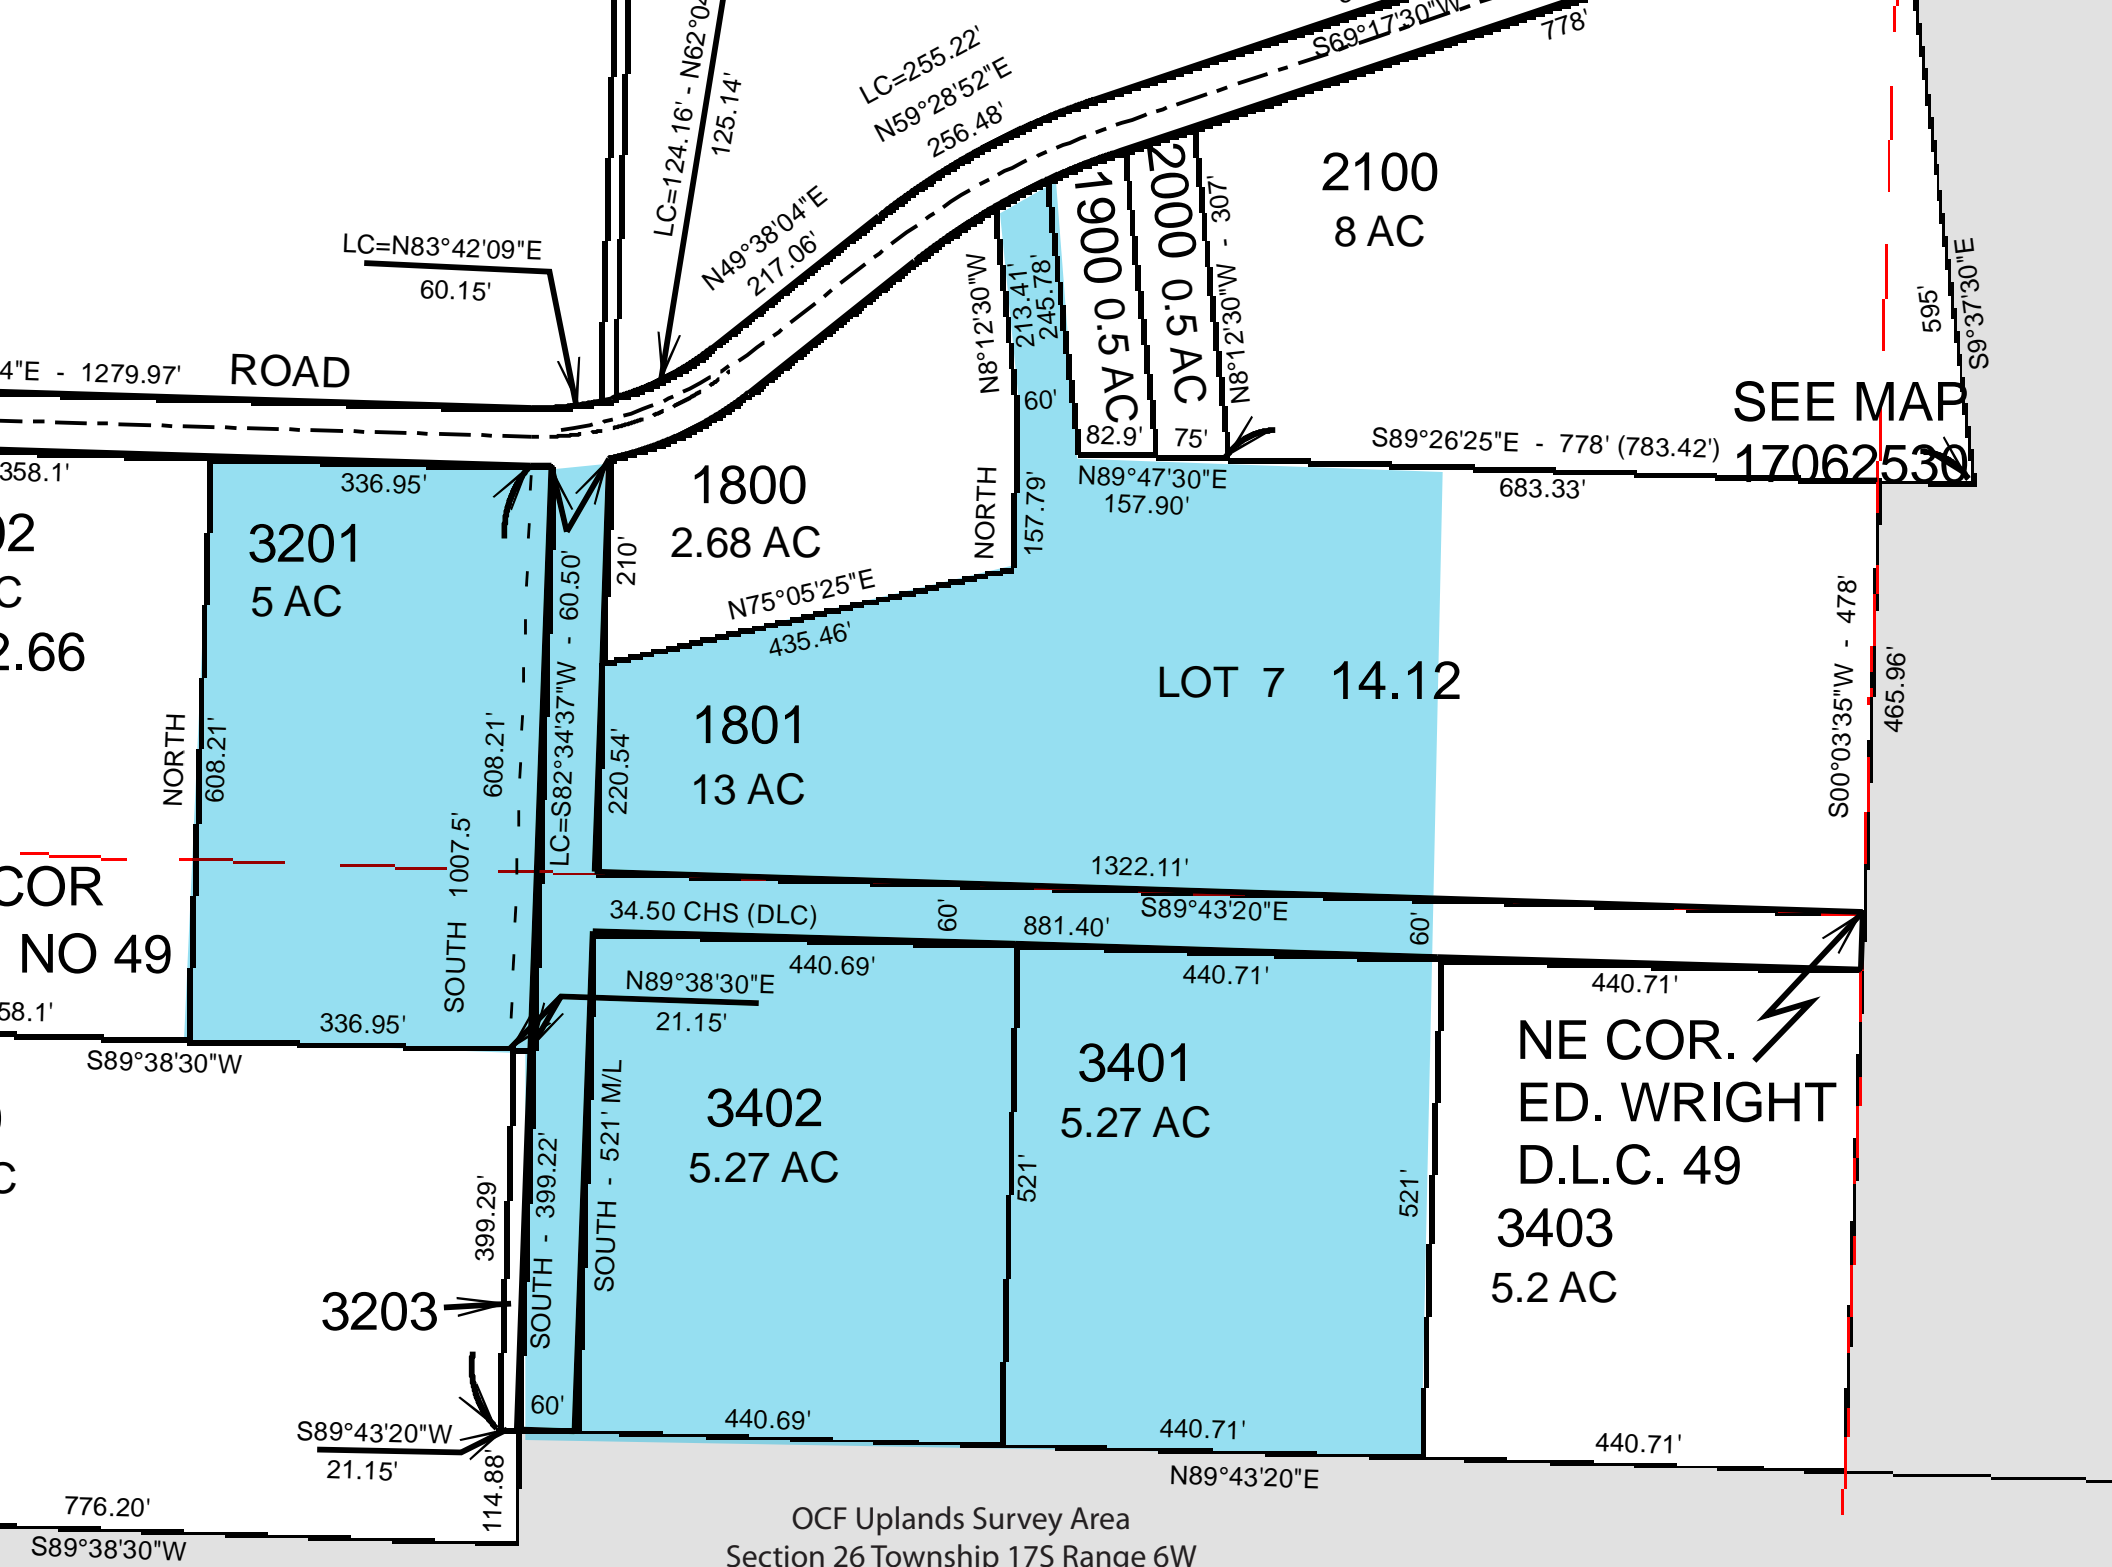 LC=124.16' - N62°04
125.14'
LC=255.22'
N59°28'52"E
256.48'
S69°17'30"W
778'
LC=N83°42'09"E
60.15'
N49°38'04"E
217.06'
2100
8 AC
1900 0.5 AC
2000 0.5 AC
N8°12'30"W - 307'
N8°12'30"W
213.41'
245.78'
60'
595'
S9°37'30"E
4"E - 1279.97'
ROAD
SEE MAP
17062530
82.9'
75'
S89°26'25"E - 778' (783.42')
683.33'
N89°47'30"E
157.90'
358.1'
336.95'
1800
2.68 AC
NORTH
157.79'
210'
02
C
2.66
3201
5 AC
N75°05'25"E
435.46'
LOT 7 14.12
1801
13 AC
S00°03'35"W - 478'
465.96'
NORTH
608.21'
608.21'
LC=S82°34'37"W - 60.50'
220.54'
SOUTH 1007.5'
1322.11'
S89°43'20"E
34.50 CHS (DLC)
60'
881.40'
60'
COR
NO 49
440.69'
440.71'
440.71'
N89°38'30"E
21.15'
58.1'
336.95'
S89°38'30"W
NE COR.
ED. WRIGHT
D.L.C. 49
3403
5.2 AC
3401
5.27 AC
3402
5.27 AC
SOUTH - 521' M/L
SOUTH - 399.22'
399.29'
521'
521'
C
3203
60'
440.69'
440.71'
440.71'
S89°43'20"W
21.15'
N89°43'20"E
114.88'
776.20'
S89°38'30"W
OCF Uplands Survey Area
Section 26 Township 17S Range 6W